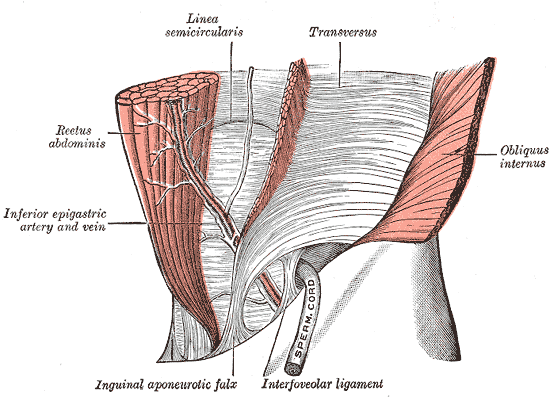 Linea
semicircularis
Transversus
Rectus
abdominis
Obliquus
internus
Inferior epigastric
artery and vein
SPERM. CORD
Inguinal aponeurotic falx
Interfoveolar ligament